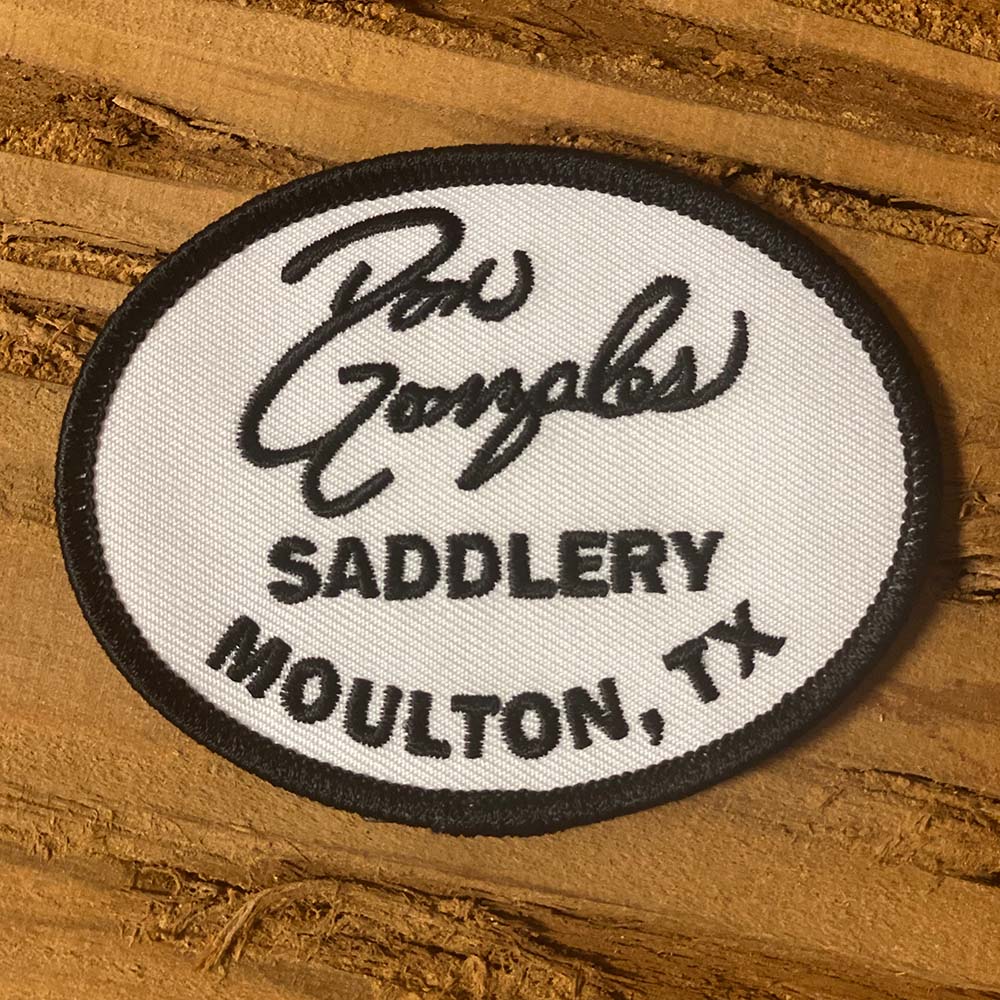 Don
Gonzales
SADDLERY
MOULTON, TX